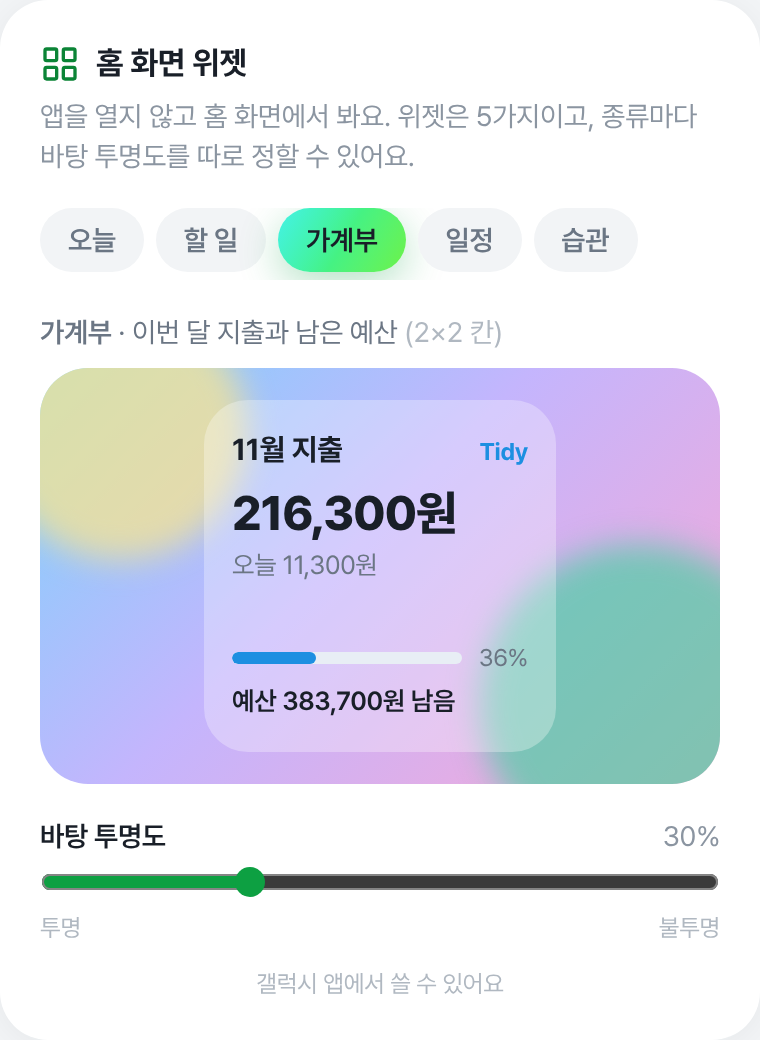 홈 화면 위젯
앱을 열지 않고 홈 화면에서 봐요. 위젯은 5가지이고, 종류마다
바탕 투명도를 따로 정할 수 있어요.
오늘 할 일 가계부 일정 습관
가계부 · 이번 달 지출과 남은 예산 (2×2 칸)
11월 지출 Tidy
216,300원
오늘 11,300원
36%
예산 383,700원 남음
바탕 투명도 30%
투명 불투명
갤럭시 앱에서 쓸 수 있어요